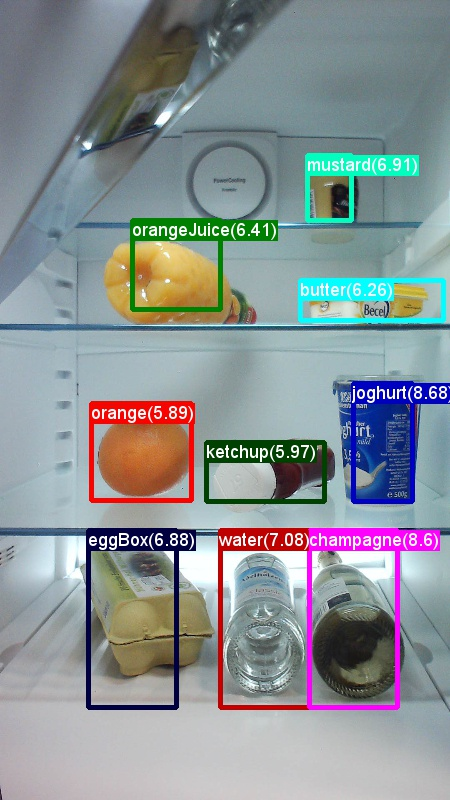 mustard(6.91)
PowerCooling
orangeJuice(6.41)
butter(6.26)
Becel
joghurt(8.68)
orange(5.89)
ketchup(5.97)
500g
eggBox(6.88)
water(7.08)
champagne(8.6)